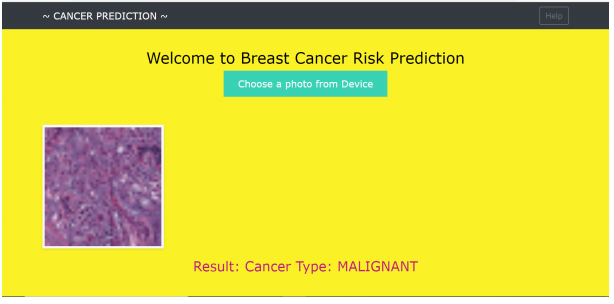 ~ CANCER PREDICTION ~
Help
Welcome to Breast Cancer Risk Prediction
Choose a photo from Device
Result: Cancer Type: MALIGNANT